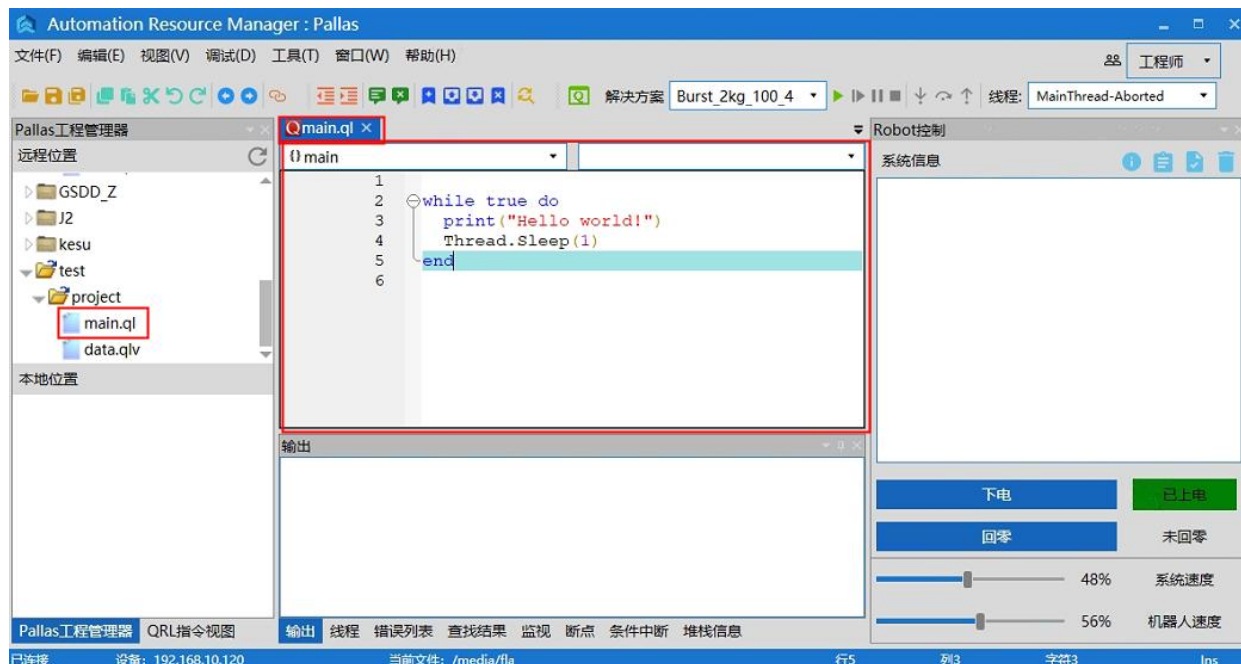 Automation Resource Manager : Pallas
文件(F) 编辑(E) 视图(V) 调试(D) 工具(T) 窗口(W) 帮助(H)
工程师
解决方案 Burst_2kg_100_4 线程: MainThread-Aborted
Pallas工程管理器
main.ql
Robot控制
远程位置
main
系统信息
GSDD_Z
J2
kesu
test
project
main.ql
data.qlv
本地位置
1
2 while true do
3 print("Hello world!")
4 Thread.Sleep(1)
5 end
6
输出
下电 已上电
回零 未回零
48% 系统速度
56% 机器人速度
Pallas工程管理器 QRL指令视图
输出 线程 错误列表 查找结果 监视 断点 条件中断 堆栈信息
已连接 设备: 192.168.10.120 当前文件: /media/fla 行5 列3 字符3 Ins